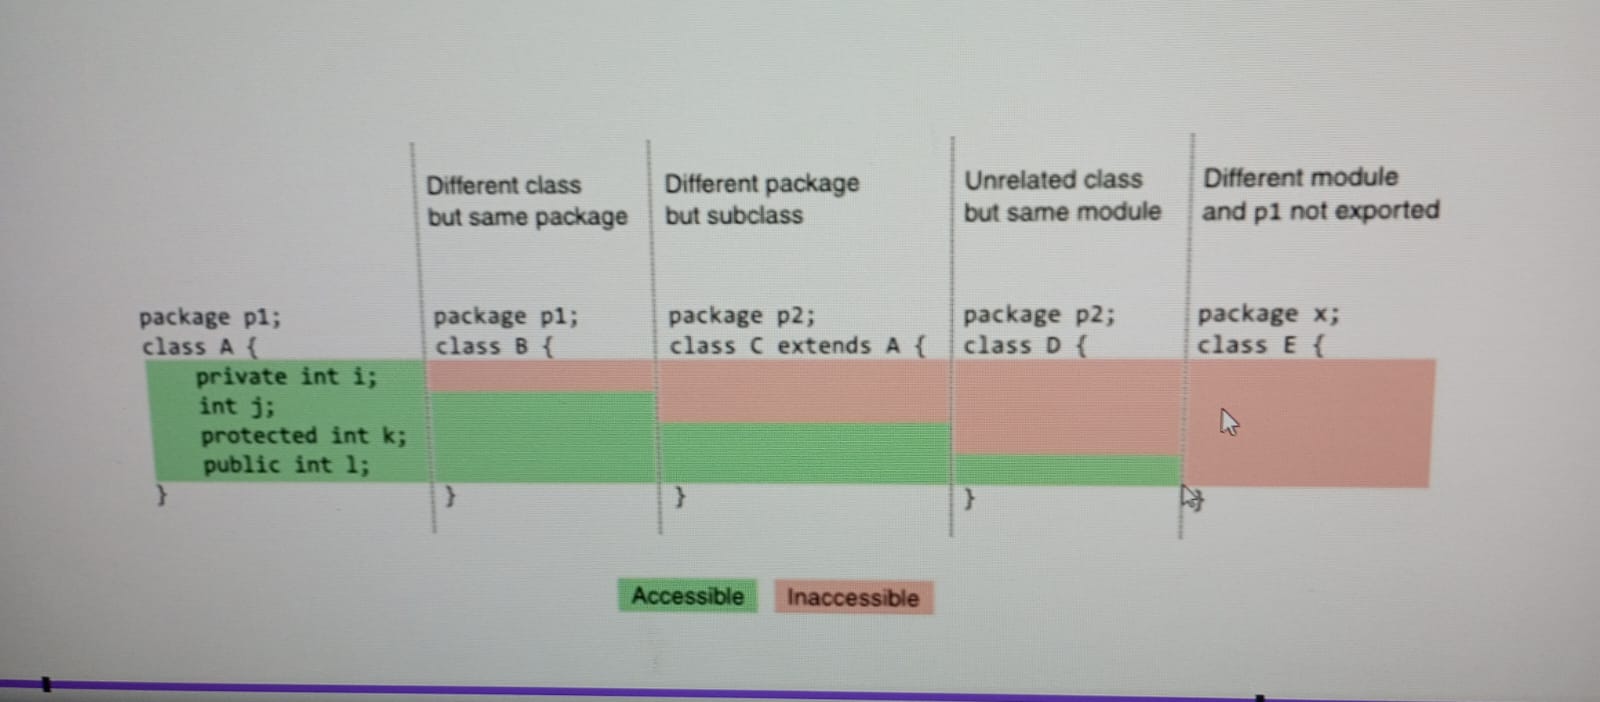 Different class
but same package
Different package
but subclass
Unrelated class
but same module
Different module
and p1 not exported
package p1;
class A {
private int i;
int j;
protected int k;
public int l;
}
package p1;
class B {
}
package p2;
class C extends A {
}
package p2;
class D {
}
package x;
class E {
}
Accessible
Inaccessible